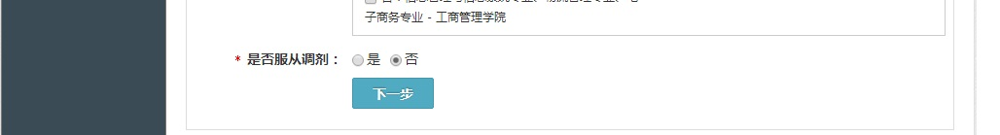 子商务专业 - 工商管理学院
* 是否服从调剂： 是 否
下一步